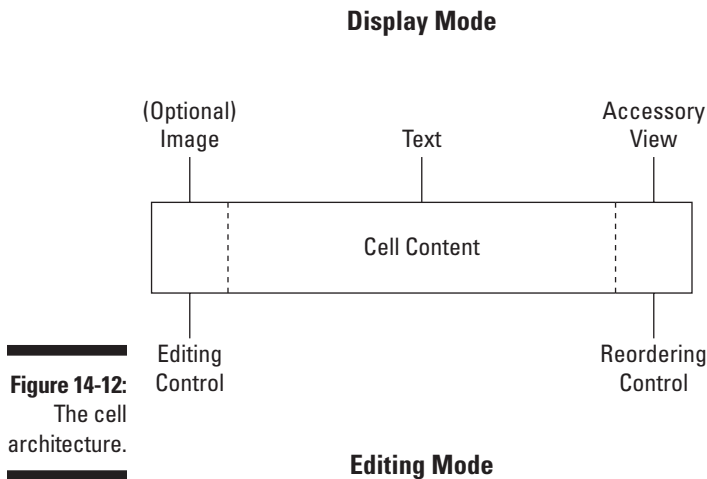 Display Mode
(Optional)
Image
Text
Accessory
View
Cell Content
Editing
Control
Reordering
Control
Figure 14-12:
The cell
architecture.
Editing Mode